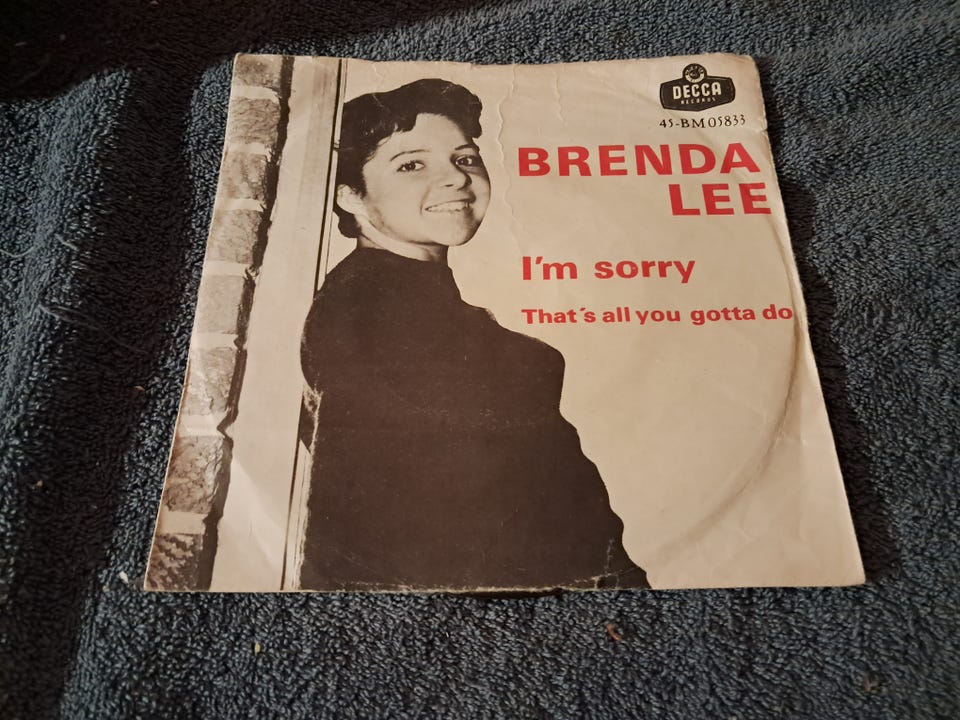 DECCA
RECORDS
45-BM 05833
BRENDA
LEE
I'm sorry
That´s all you gotta do